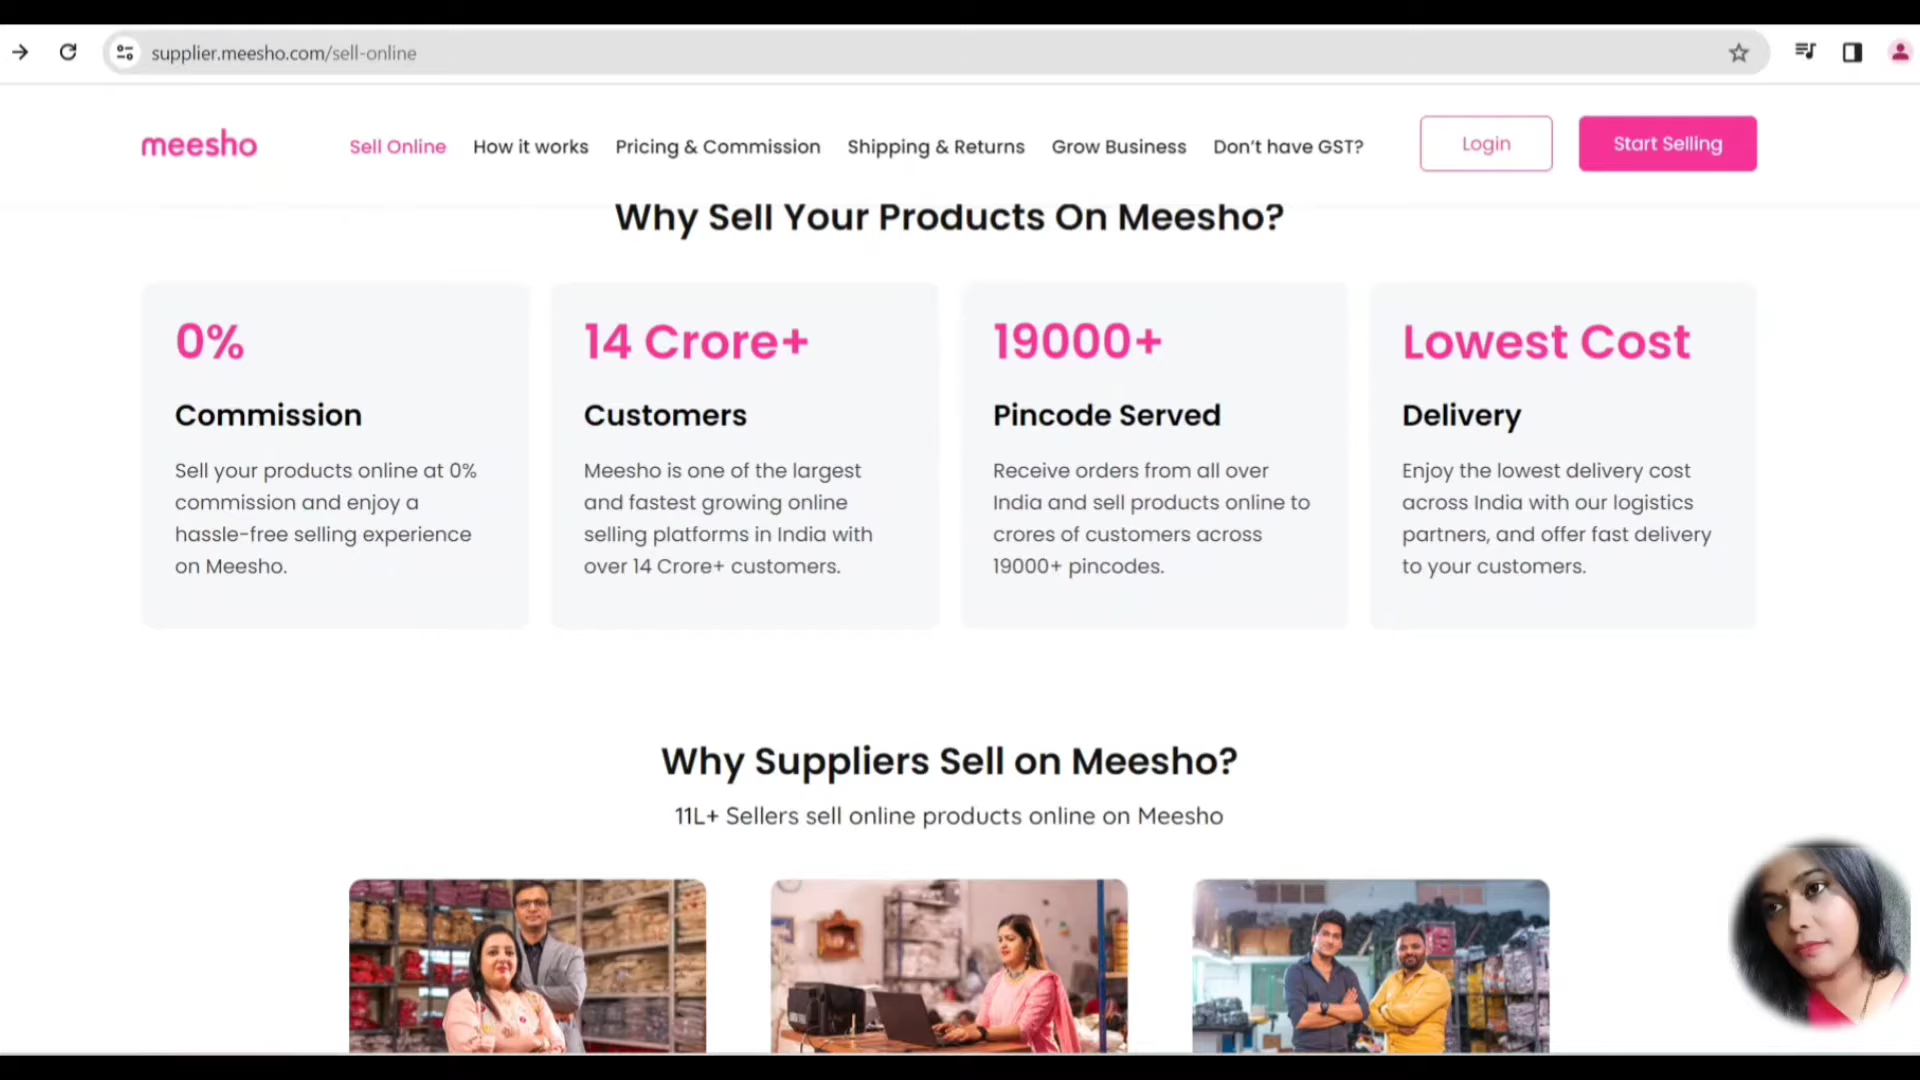 supplier.meesho.com/sell-online
meesho
Sell Online How it works Pricing & Commission Shipping & Returns Grow Business Don't have GST? Login Start Selling
Why Sell Your Products On Meesho?
0%
Commission
Sell your products online at 0%
commission and enjoy a
hassle-free selling experience
on Meesho.
14 Crore+
Customers
Meesho is one of the largest
and fastest growing online
selling platforms in India with
over 14 Crore+ customers.
19000+
Pincode Served
Receive orders from all over
India and sell products online to
crores of customers across
19000+ pincodes.
Lowest Cost
Delivery
Enjoy the lowest delivery cost
across India with our logistics
partners, and offer fast delivery
to your customers.
Why Suppliers Sell on Meesho?
11L+ Sellers sell online products online on Meesho